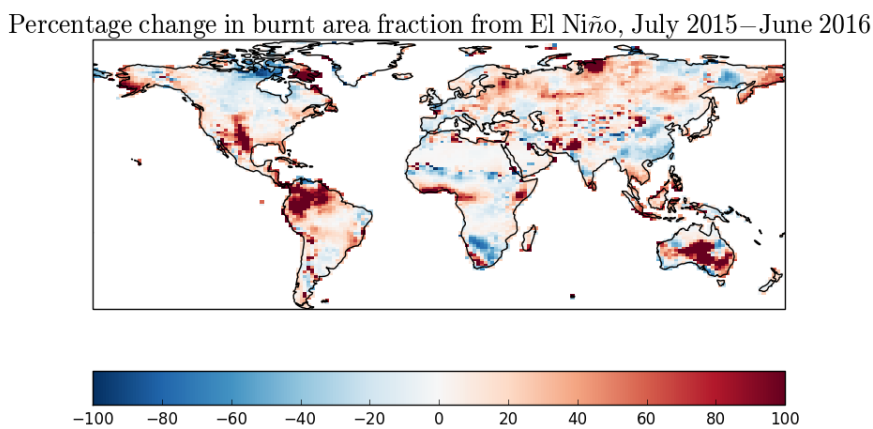 Percentage change in burnt area fraction from El Niño, July 2015−June 2016
−100 −80 −60 −40 −20 0 20 40 60 80 100